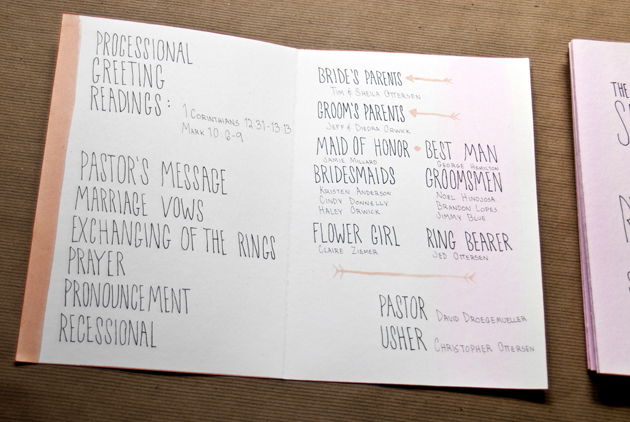 PROCESSIONAL
GREETING
READINGS:
1 CORINTHIANS 12:31-13:13
MARK 10:6-9
PASTOR'S MESSAGE
MARRIAGE VOWS
EXCHANGING OF THE RINGS
PRAYER
PRONOUNCEMENT
RECESSIONAL
BRIDE'S PARENTS
TIM & SHEILA OTTERSEN
GROOM'S PARENTS
JEFF & DIEDRA ORWICK
MAID OF HONOR • BEST MAN
JAMIE MILLARD GEORGE HAMILTON
BRIDESMAIDS GROOMSMEN
KRISTEN ANDERSON NOEL HINOJOSA
CINDY DONNELLY BRANDON LOPES
HALEY ORWICK JIMMY BLUE
FLOWER GIRL RING BEARER
CLAIRE ZIEMER JED OTTERSEN
PASTOR DAVID DROEGEMUELLER
USHER CHRISTOPHER OTTERSEN
THE